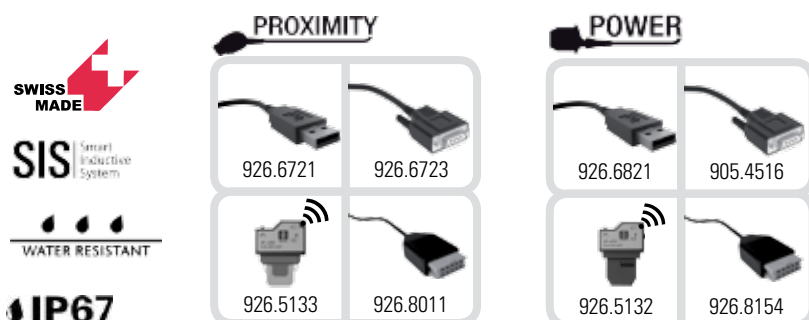 SWISS
MADE
SIS Smart
Inductive
System
WATER RESISTANT
IP67
PROXIMITY
926.6721 926.6723
926.5133 926.8011
POWER
926.6821 905.4516
926.5132 926.8154